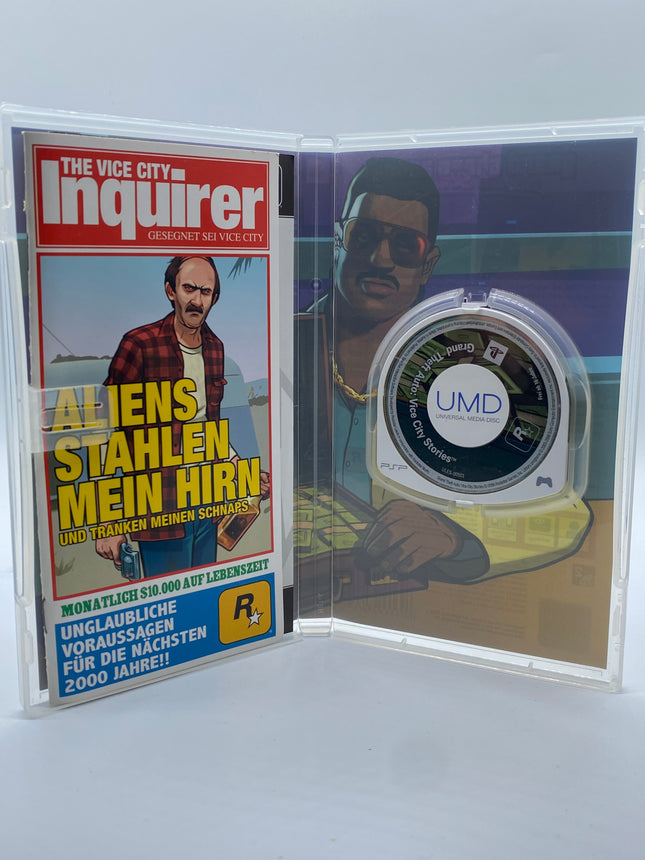 THE VICE CITY
Inquirer
GESEGNET SEI VICE CITY
ALIENS
STAHLEN
MEIN HIRN
UND TRANKEN MEINEN SCHNAPS
MONATLICH $10.000 AUF LEBENSZEIT
UNGLAUBLICHE
VORAUSSAGEN
FÜR DIE NÄCHSTEN
2000 JAHRE!!
R
Grand Theft Auto: Vice City Stories™
UMD
UNIVERSAL MEDIA DISC
R
PSP